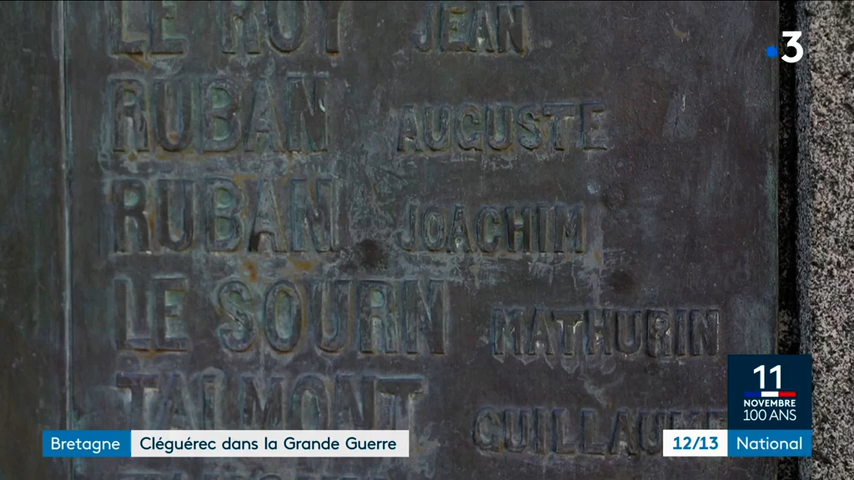 LE ROY JEAN
3
RUBAN AUGUSTE
RUBAN JOACHIM
LE SOURN MATHURIN
TALMONT GUILLAUME
11
NOVEMBRE
100 ANS
Bretagne Cléguérec dans la Grande Guerre 12/13 National